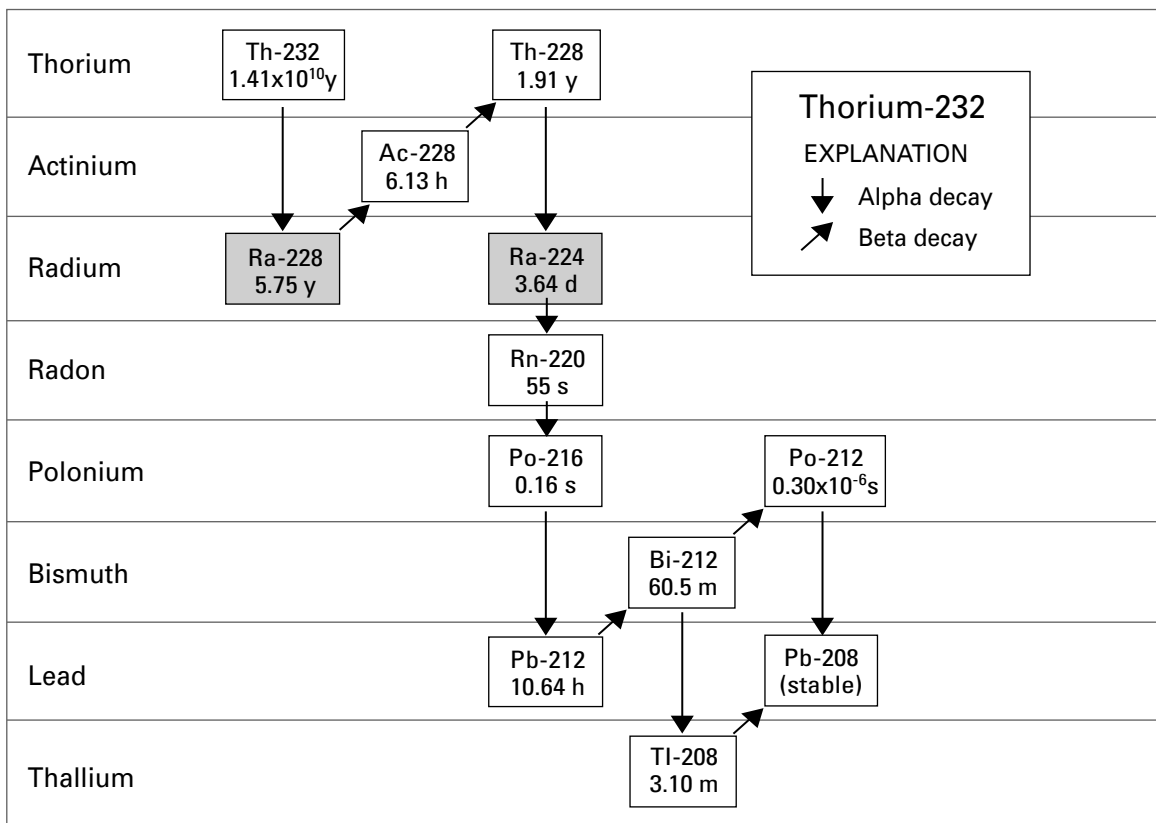 Thorium
Th-232
1.41x10¹⁰y
Th-228
1.91 y
Thorium-232
EXPLANATION
Alpha decay
Beta decay
Actinium
Ac-228
6.13 h
Radium
Ra-228
5.75 y
Ra-224
3.64 d
Radon
Rn-220
55 s
Polonium
Po-216
0.16 s
Po-212
0.30x10⁻⁶s
Bismuth
Bi-212
60.5 m
Lead
Pb-212
10.64 h
Pb-208
(stable)
Thallium
Tl-208
3.10 m